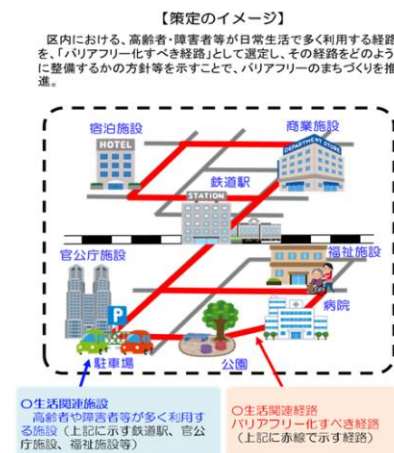 【策定のイメージ】
区内における、高齢者・障害者等が日常生活で多く利用する経路
を、「バリアフリー化すべき経路」として選定し、その経路をどのよう
に整備するかの方針等を示すことで、バリアフリーのまちづくりを推
進。
宿泊施設
商業施設
HOTEL
DEPARTMENT STORE
鉄道駅
STATION
官公庁施設
福祉施設
P
病院
駐車場
公園
〇生活関連施設
高齢者や障害者等が多く利用す
る施設（上記に示す鉄道駅、官公
庁施設、福祉施設等）
〇生活関連経路
バリアフリー化すべき経路
（上記に赤線で示す経路）